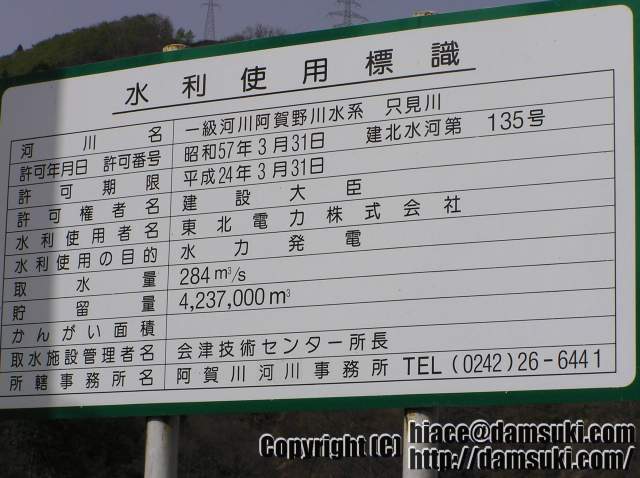 水利使用標識
河川名 一級河川阿賀野川水系 只見川
許可年月日 許可番号 昭和57年3月31日 建北水河第 135号
許可期限 平成24年3月31日
許可権者名 建設大臣
水利使用者名 東北電力株式会社
水利使用の目的 水力発電
取水量 284m³/s
貯留量 4,237,000m³
かんがい面積
取水施設管理者名 会津技術センター所長
所轄事務所名 阿賀川河川事務所 TEL (0242)26-6441
Copyright (C) hiace@damsuki.com
http://damsuki.com/